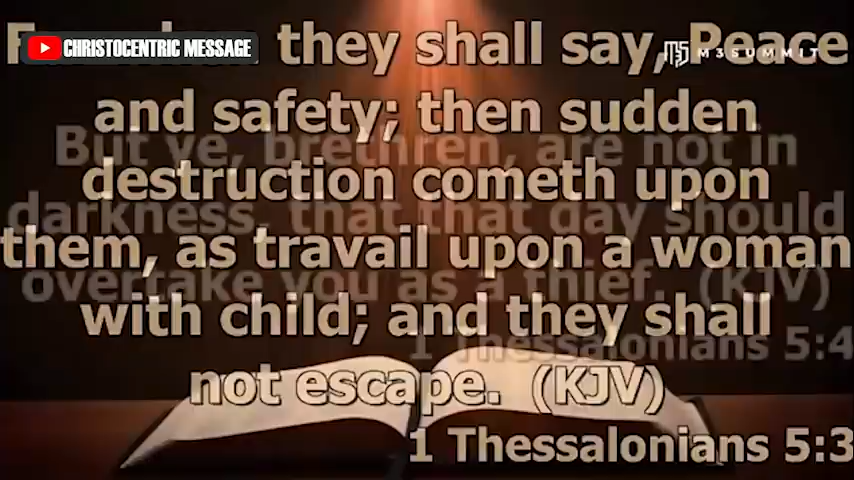 CHRISTOCENTRIC MESSAGE
they shall say, Peace
M3SUMMIT
and safety; then sudden
destruction cometh upon
them, as travail upon a woman
with child; and they shall
not escape. (KJV)
1 Thessalonians 5:3
But ye, brethren, are not in
darkness, that that day should
overtake you as a thief. (KJV)
1 Thessalonians 5:4